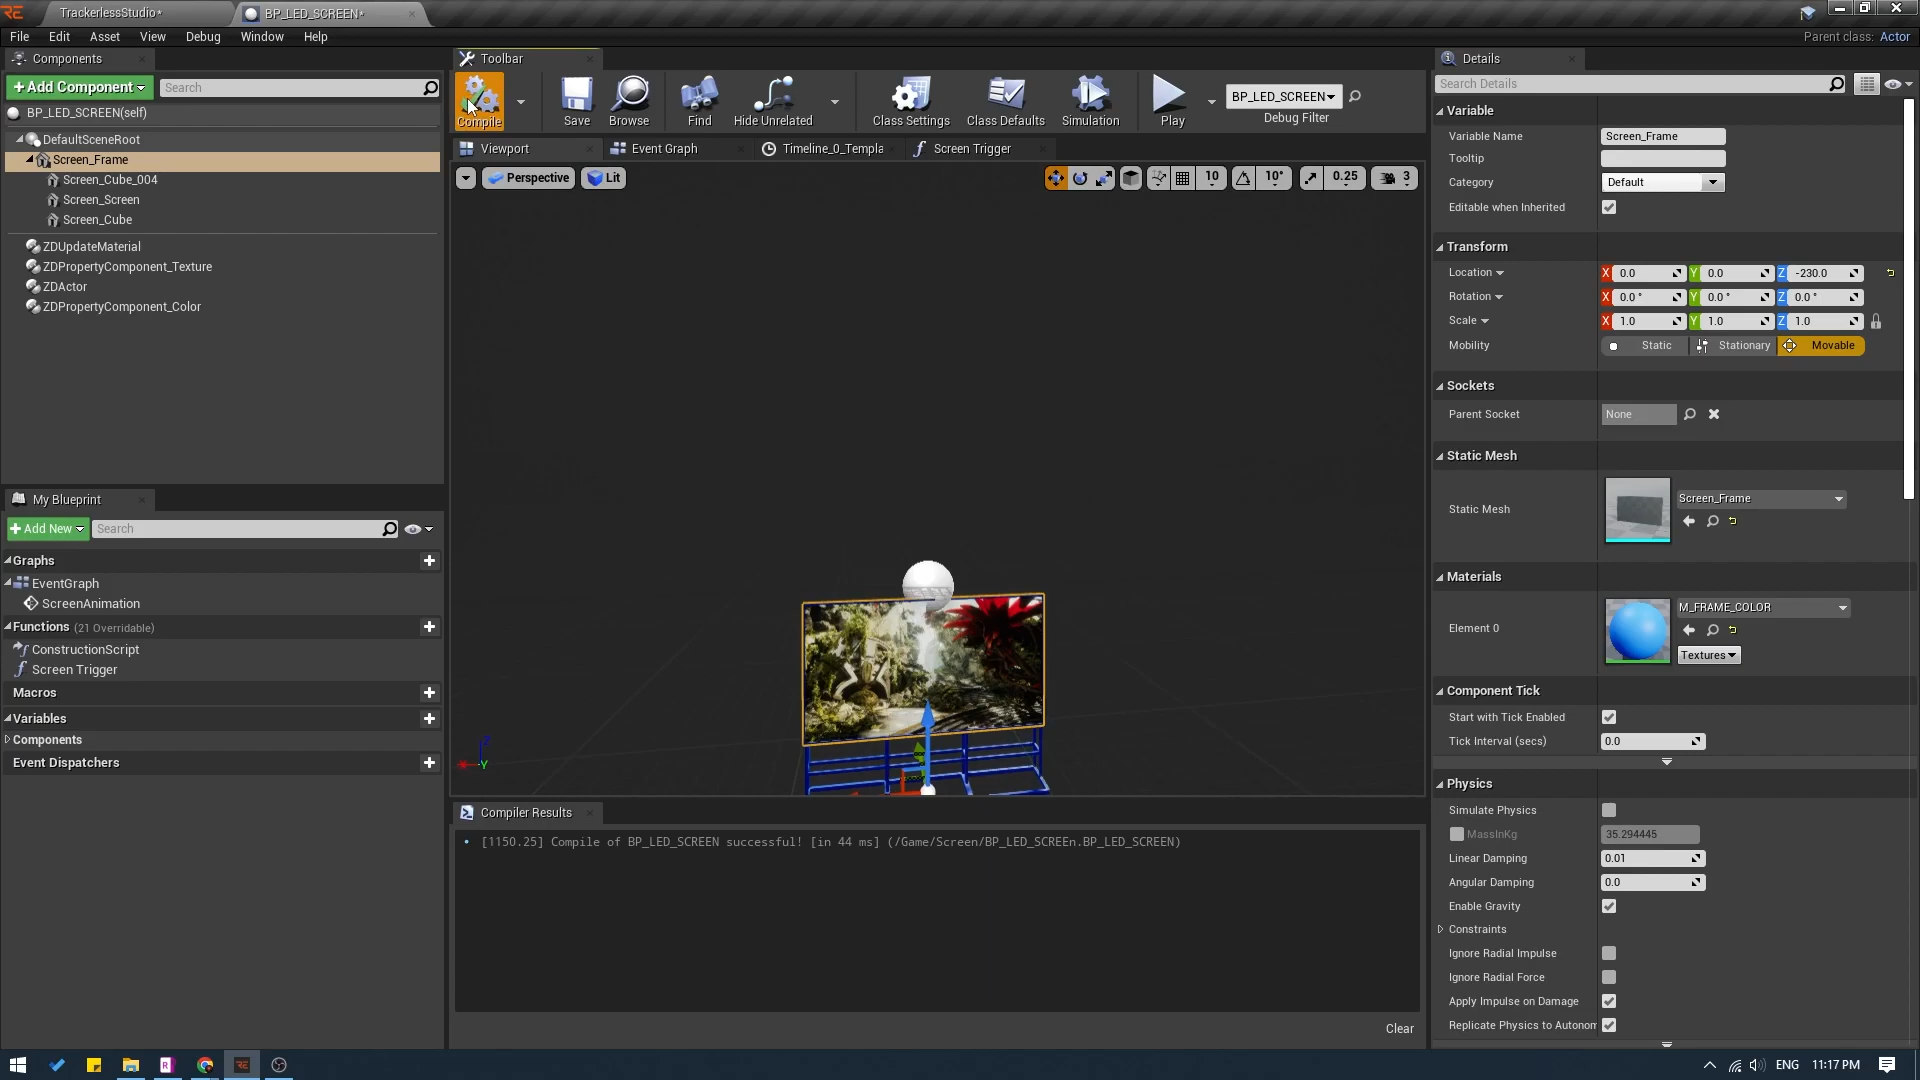 TrackerlessStudio*
BP_LED_SCREEN*
File Edit Asset View Debug Window Help
Parent class: Actor
Components
+Add Component
Search
BP_LED_SCREEN(self)
DefaultSceneRoot
Screen_Frame
Screen_Cube_004
Screen_Screen
Screen_Cube
ZDUpdateMaterial
ZDPropertyComponent_Texture
ZDActor
ZDPropertyComponent_Color
My Blueprint
+Add New
Search
Graphs
EventGraph
ScreenAnimation
Functions (21 Overridable)
ConstructionScript
Screen Trigger
Macros
Variables
Components
Event Dispatchers
Toolbar
Compile Save Browse Find Hide Unrelated Class Settings Class Defaults Simulation Play
BP_LED_SCREEN
Debug Filter
Viewport Event Graph Timeline_0_Templa Screen Trigger
Perspective Lit
10 10° 0.25 3
Z
X Y
Compiler Results
• [1150.25] Compile of BP_LED_SCREEN successful! [in 44 ms] (/Game/Screen/BP_LED_SCREEn.BP_LED_SCREEN)
Clear
Details
Search Details
Variable
Variable Name Screen_Frame
Tooltip
Category Default
Editable when Inherited
Transform
Location X 0.0 Y 0.0 Z -230.0
Rotation X 0.0 ° Y 0.0 ° Z 0.0 °
Scale X 1.0 Y 1.0 Z 1.0
Mobility Static Stationary Movable
Sockets
Parent Socket None
Static Mesh
Static Mesh Screen_Frame
Materials
Element 0 M_FRAME_COLOR
Textures
Component Tick
Start with Tick Enabled
Tick Interval (secs) 0.0
Physics
Simulate Physics
MassInKg 35.294445
Linear Damping 0.01
Angular Damping 0.0
Enable Gravity
Constraints
Ignore Radial Impulse
Ignore Radial Force
Apply Impulse on Damage
Replicate Physics to Autonom
ENG 11:17 PM